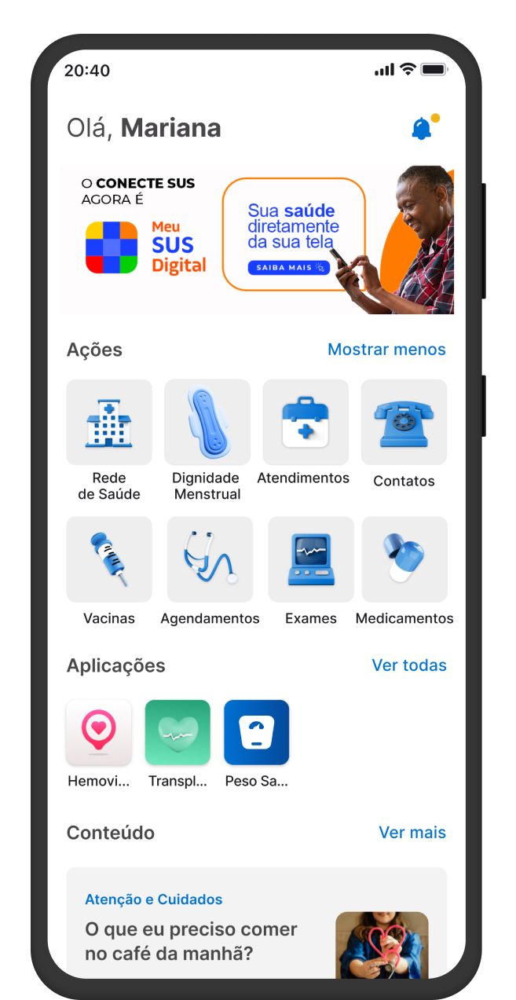 20:40
Olá, Mariana
O CONECTE SUS
AGORA É
Meu
SUS
Digital
Sua saúde
diretamente
da sua tela
SAIBA MAIS
Ações
Mostrar menos
Rede
de Saúde
Dignidade
Menstrual
Atendimentos
Contatos
Vacinas
Agendamentos
Exames
Medicamentos
Aplicações
Ver todas
Hemovi...
Transpl...
Peso Sa...
Conteúdo
Ver mais
Atenção e Cuidados
O que eu preciso comer
no café da manhã?